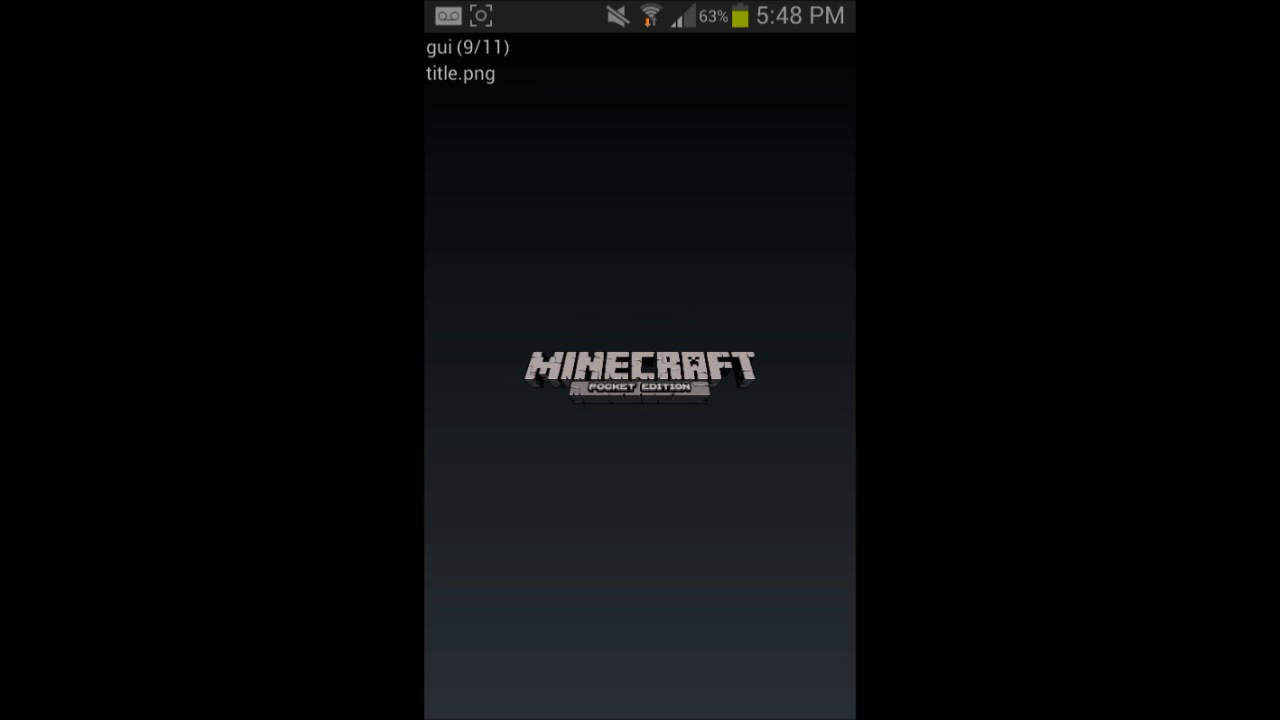 63% 5:48 PM
gui (9/11)
title.png
MINECRAFT
POCKET EDITION